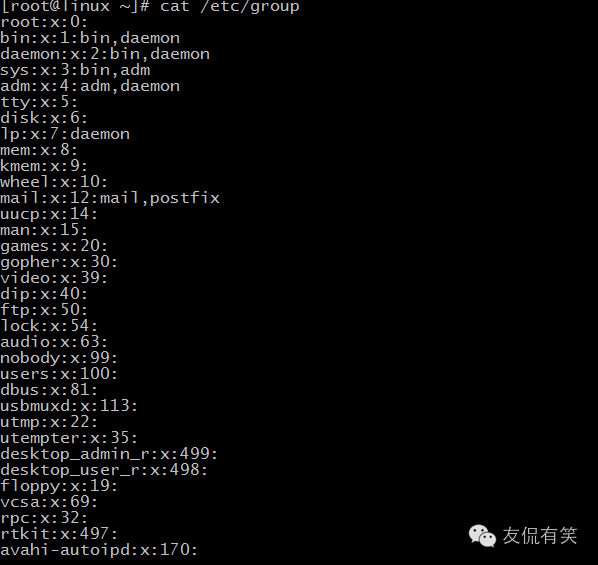 [root@linux ~]# cat /etc/group
root:x:0:
bin:x:1:bin,daemon
daemon:x:2:bin,daemon
sys:x:3:bin,adm
adm:x:4:adm,daemon
tty:x:5:
disk:x:6:
lp:x:7:daemon
mem:x:8:
kmem:x:9:
wheel:x:10:
mail:x:12:mail,postfix
uucp:x:14:
man:x:15:
games:x:20:
gopher:x:30:
video:x:39:
dip:x:40:
ftp:x:50:
lock:x:54:
audio:x:63:
nobody:x:99:
users:x:100:
dbus:x:81:
usbmuxd:x:113:
utmp:x:22:
utempter:x:35:
desktop_admin_r:x:499:
desktop_user_r:x:498:
floppy:x:19:
vcsa:x:69:
rpc:x:32:
rtkit:x:497:
avahi-autoipd:x:170:
友侃有笑